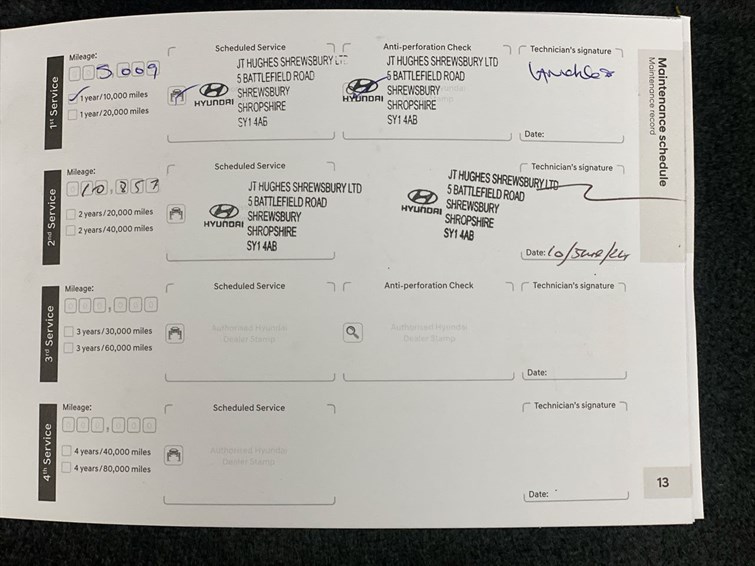 Maintenance schedule
Maintenance record
1st Service
Mileage:
5,009
1 year/10,000 miles
1 year/20,000 miles
Scheduled Service
HYUNDAI
JT HUGHES SHREWSBURY LTD
5 BATTLEFIELD ROAD
SHREWSBURY
SHROPSHIRE
SY1 4AB
Anti-perforation Check
HYUNDAI
JT HUGHES SHREWSBURY LTD
5 BATTLEFIELD ROAD
SHREWSBURY
SHROPSHIRE
SY1 4AB
Technician's signature
Date:
2nd Service
Mileage:
10,857
2 years/20,000 miles
2 years/40,000 miles
Scheduled Service
HYUNDAI
JT HUGHES SHREWSBURY LTD
5 BATTLEFIELD ROAD
SHREWSBURY
SHROPSHIRE
SY1 4AB
HYUNDAI
JT HUGHES SHREWSBURY LTD
5 BATTLEFIELD ROAD
SHREWSBURY
SHROPSHIRE
SY1 4AB
Technician's signature
Date: 10/June/24
3rd Service
Mileage:
000,000
3 years/30,000 miles
3 years/60,000 miles
Scheduled Service
Authorised Hyundai
Dealer Stamp
Anti-perforation Check
Authorised Hyundai
Dealer Stamp
Technician's signature
Date:
4th Service
Mileage:
000,000
4 years/40,000 miles
4 years/80,000 miles
Scheduled Service
Authorised Hyundai
Dealer Stamp
Technician's signature
Date:
13